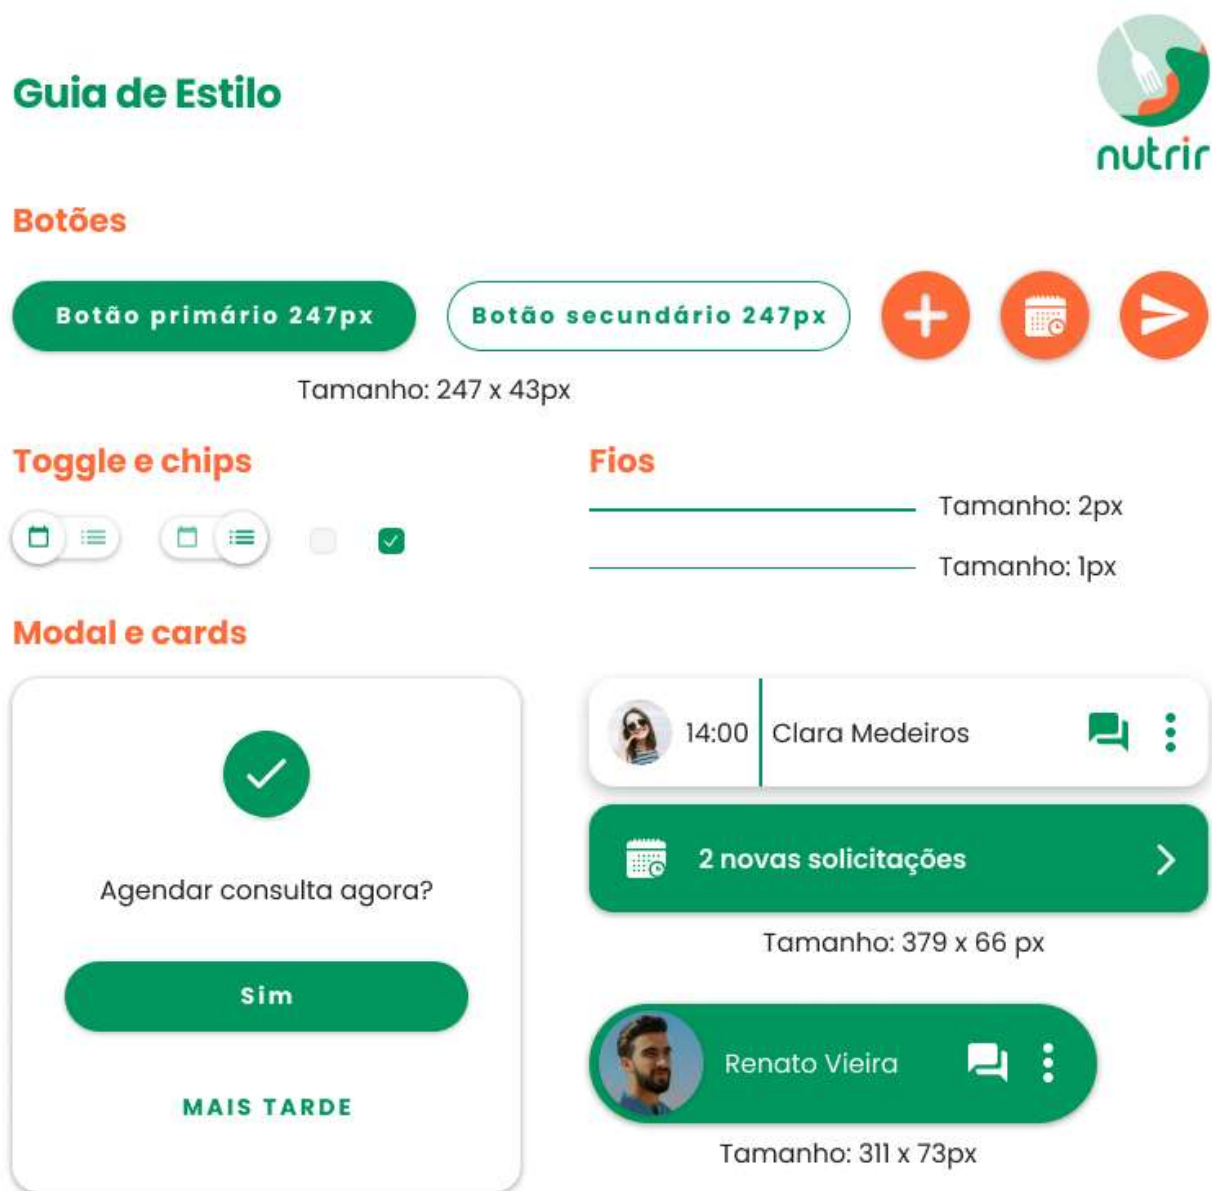 Guia de Estilo
nutrir
Botões
Botão primário 247px
Botão secundário 247px
Tamanho: 247 x 43px
Toggle e chips
Fios
Tamanho: 2px
Tamanho: 1px
Modal e cards
Agendar consulta agora?
Sim
MAIS TARDE
14:00
Clara Medeiros
2 novas solicitações
Tamanho: 379 x 66 px
Renato Vieira
Tamanho: 311 x 73px